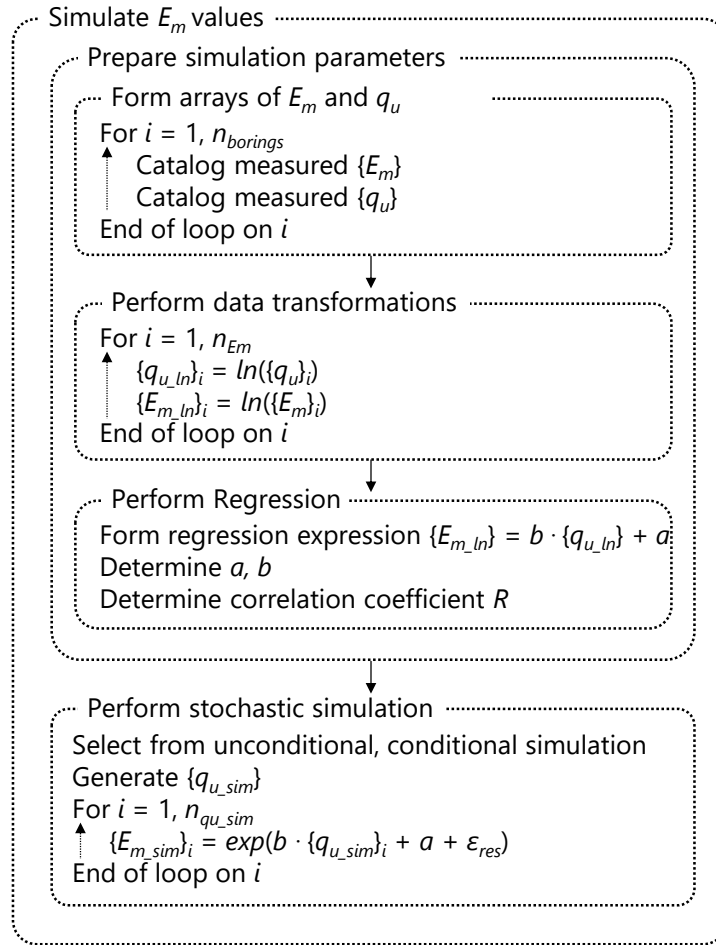 Simulate E_m values
Prepare simulation parameters
Form arrays of E_m and q_u
For i = 1, n_borings
Catalog measured {E_m}
Catalog measured {q_u}
End of loop on i
Perform data transformations
For i = 1, n_Em
{q_u_ln}_i = ln({q_u}_i)
{E_m_ln}_i = ln({E_m}_i)
End of loop on i
Perform Regression
Form regression expression {E_m_ln} = b · {q_u_ln} + a
Determine a, b
Determine correlation coefficient R
Perform stochastic simulation
Select from unconditional, conditional simulation
Generate {q_u_sim}
For i = 1, n_qu_sim
{E_m_sim}_i = exp(b · {q_u_sim}_i + a + ε_res)
End of loop on i